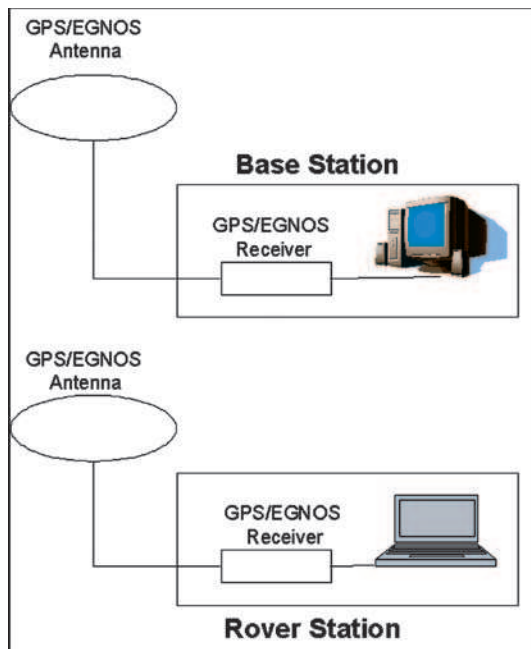 GPS/EGNOS
Antenna
Base Station
GPS/EGNOS
Receiver
GPS/EGNOS
Antenna
GPS/EGNOS
Receiver
Rover Station